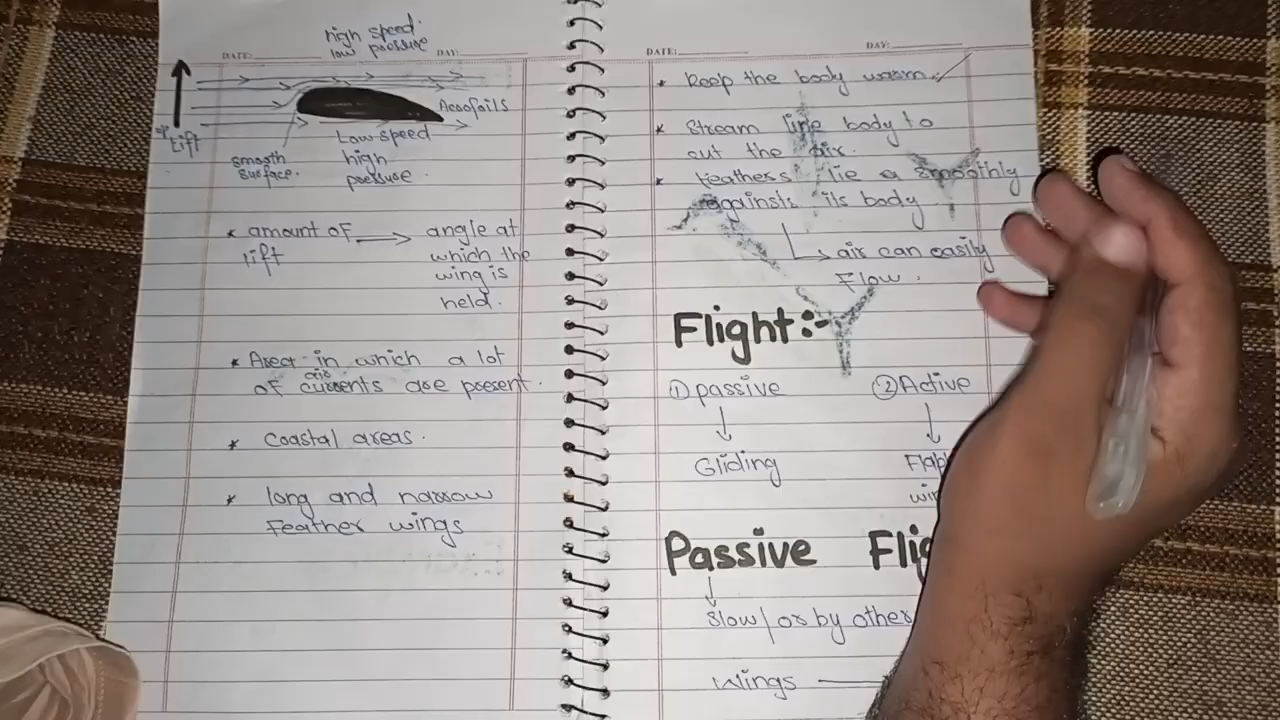 DATE:
high speed
low pressure
DAY:
Aerofoils
Lift
Low speed
high
pressure.
smooth
surface.
* amount of → angle at
lift which the
wing is
held.
* Area in which a lot
air
of currents are present.
* Coastal areas.
* long and narrow
Feather wings
DATE:
DAY:
* Keep the body warm
* Stream line body to
cut the air.
* feathers lie a smoothly
against its body
→ air can easily
Flow.
Flight:-
① passive ② Active
Gliding
Passive
Slow/or by other
Wings